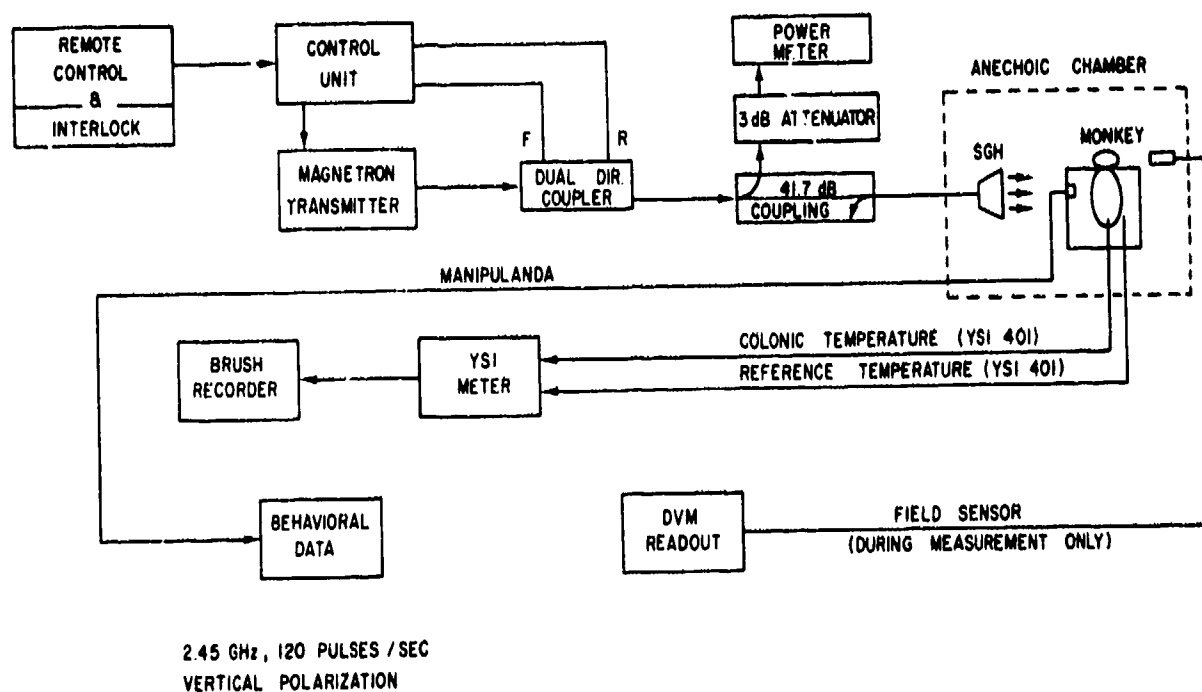 REMOTE
CONTROL
&
INTERLOCK
CONTROL
UNIT
POWER
METER
3 dB ATTENUATOR
ANECHOIC CHAMBER
MAGNETRON
TRANSMITTER
F
R
DUAL DIR.
COUPLER
41.7 dB
COUPLING
SGH
MONKEY
MANIPULANDA
COLONIC TEMPERATURE (YSI 401)
REFERENCE TEMPERATURE (YSI 401)
YSI
METER
BRUSH
RECORDER
BEHAVIORAL
DATA
DVM
READOUT
FIELD SENSOR
(DURING MEASUREMENT ONLY)
2.45 GHz, 120 PULSES / SEC
VERTICAL POLARIZATION